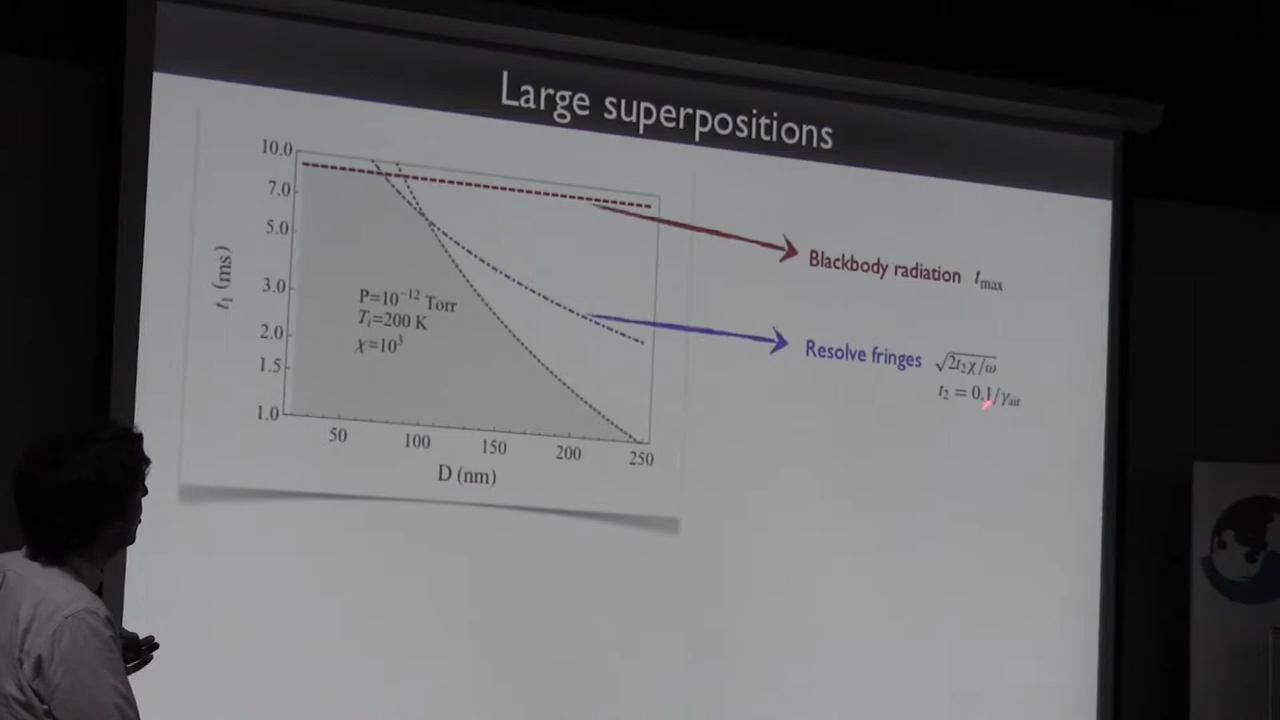 Large superpositions
10.0
7.0
5.0
3.0
2.0
1.5
1.0
t₁ (ms)
P=10⁻¹² Torr
Tᵢ=200 K
χ=10³
50 100 150 200 250
D (nm)
Blackbody radiation t_max
Resolve fringes √2t₂χ/ω
t₂ = 0.1/γ_air